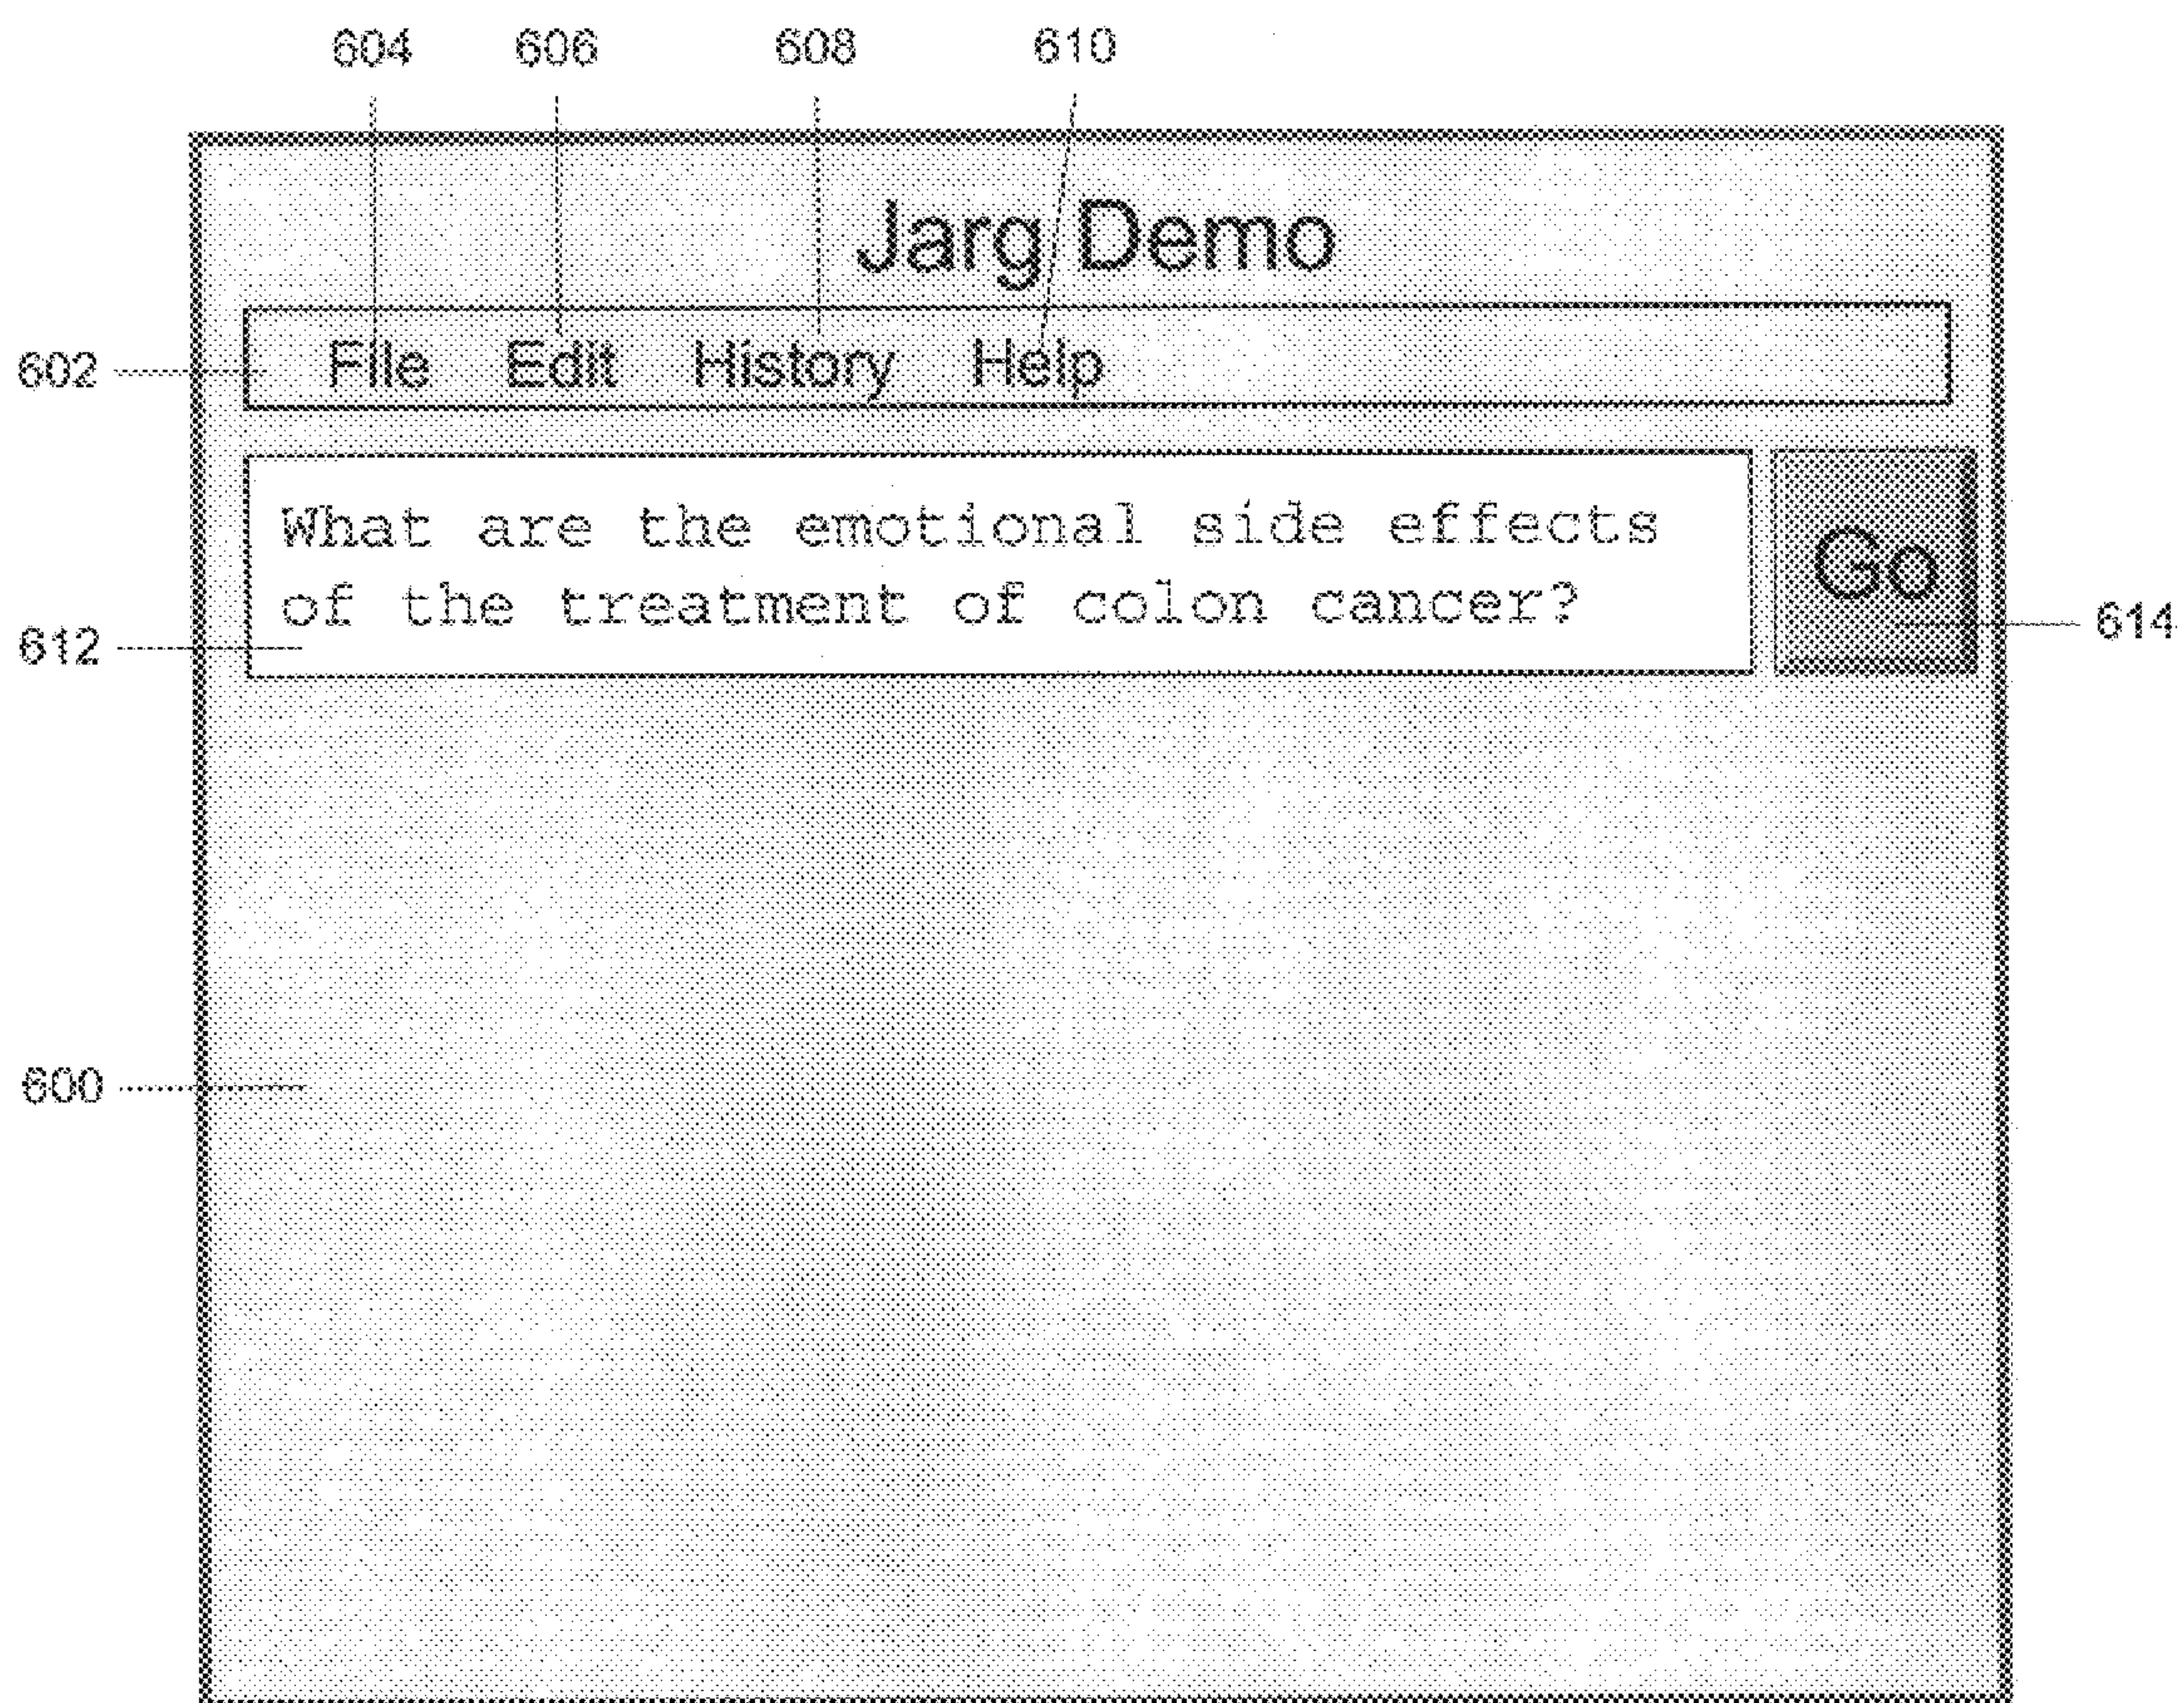 604 606 608 610
Jarg Demo
602 File Edit History Help
What are the emotional side effects
of the treatment of colon cancer?
Go
612
614
600